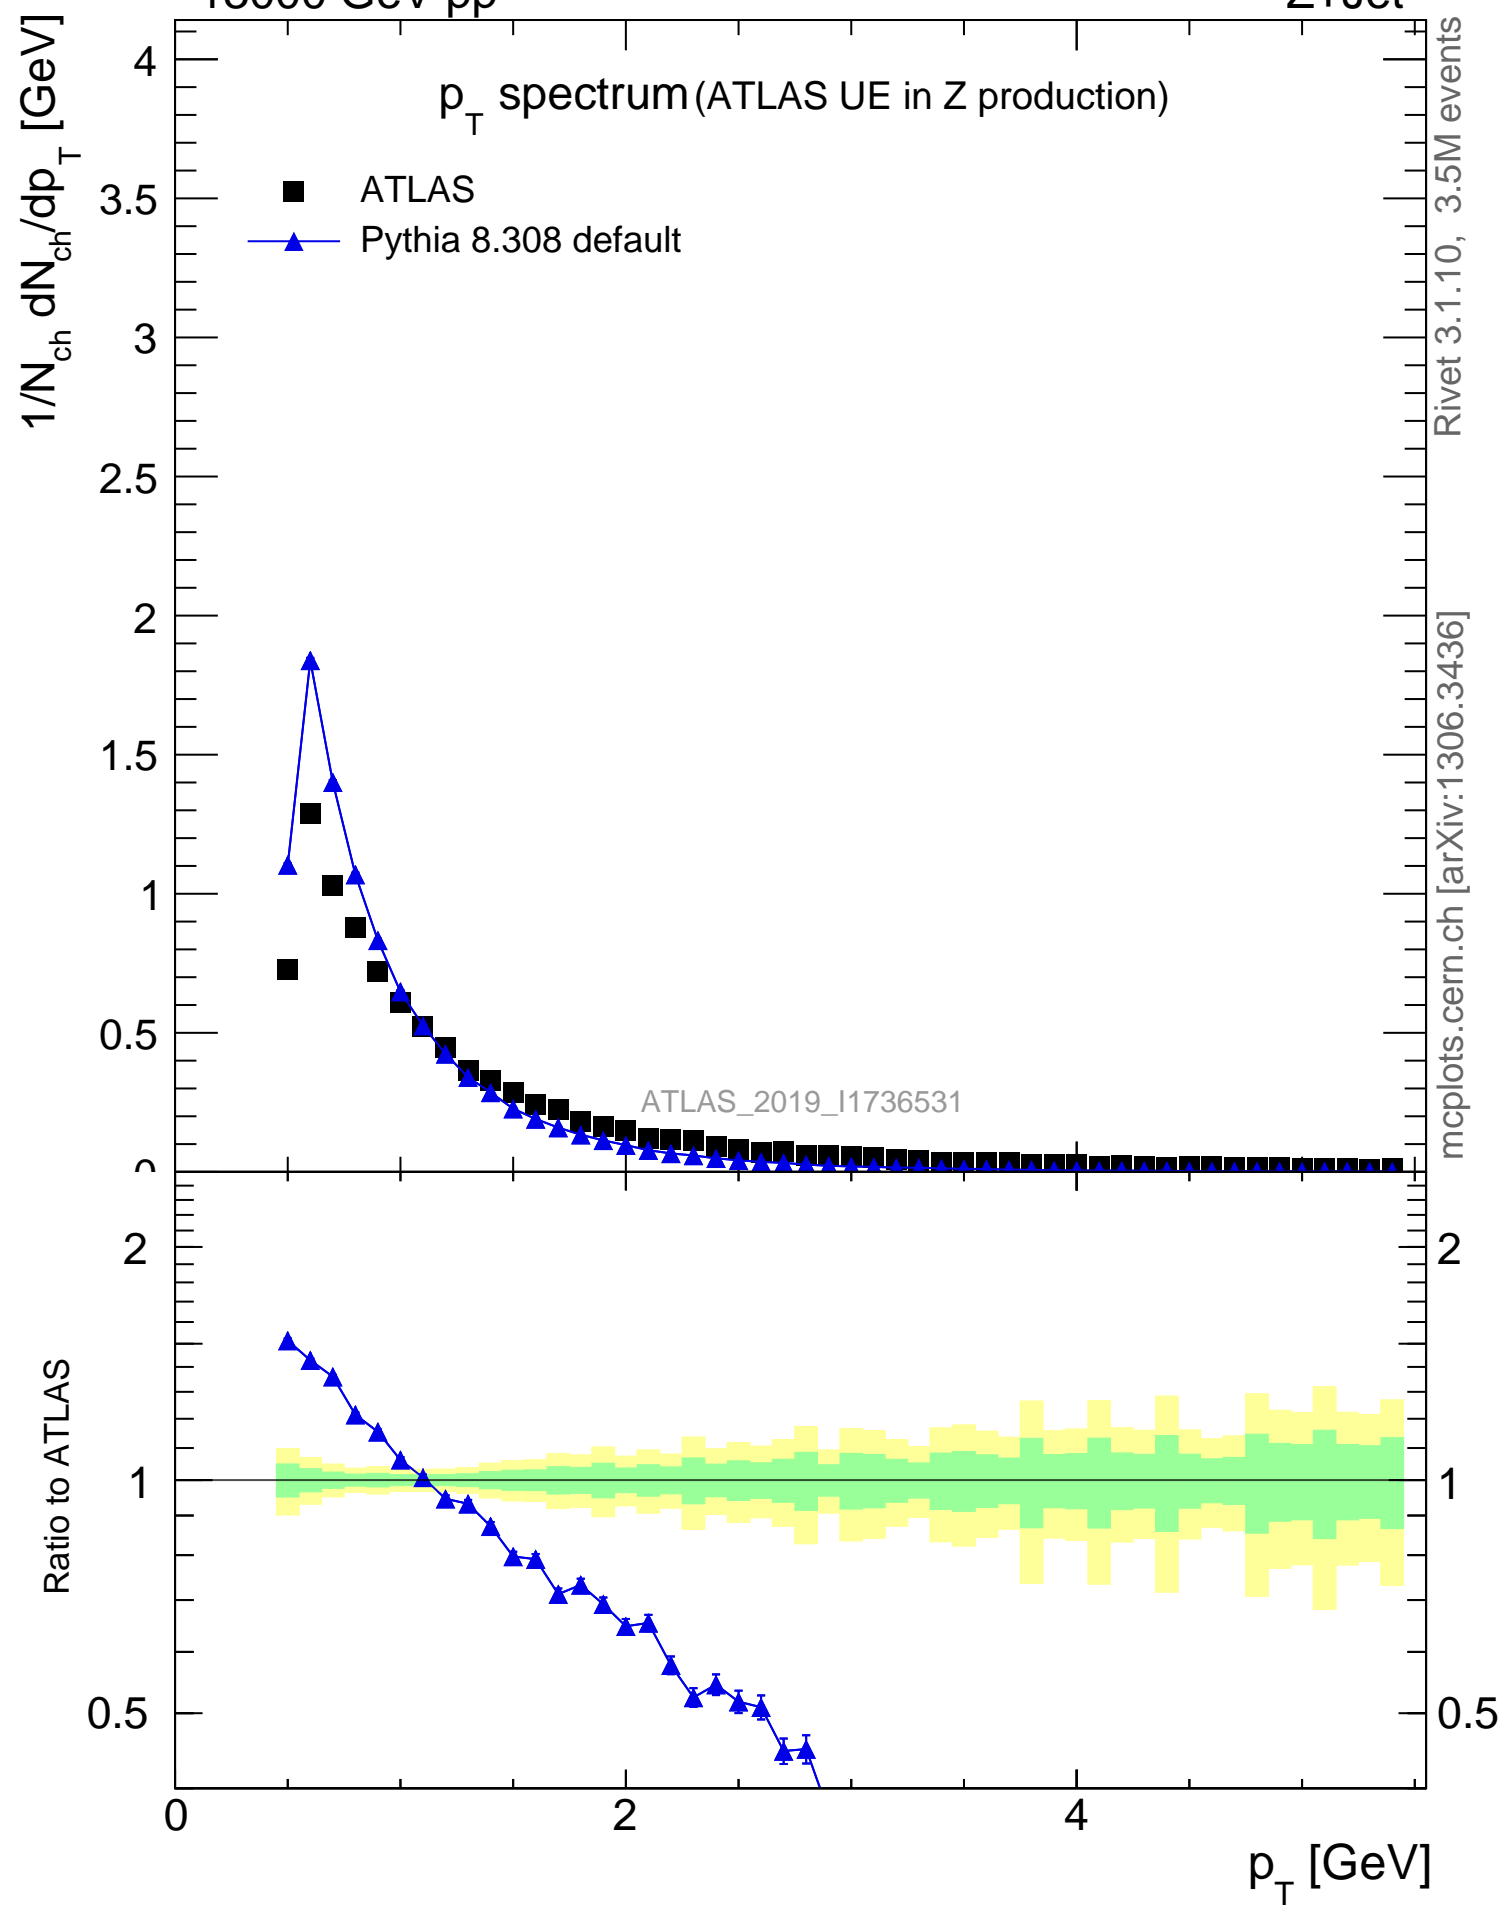 p_T spectrum (ATLAS UE in Z production)
ATLAS
Pythia 8.308 default
1/N_ch dN_ch/dp_T [GeV]
4
3.5
3
2.5
2
1.5
1
0.5
ATLAS_2019_I1736531
Rivet 3.1.10, 3.5M events
mcplots.cern.ch [arXiv:1306.3436]
Ratio to ATLAS
2
1
0.5
2
1
0.5
0
2
4
p_T [GeV]